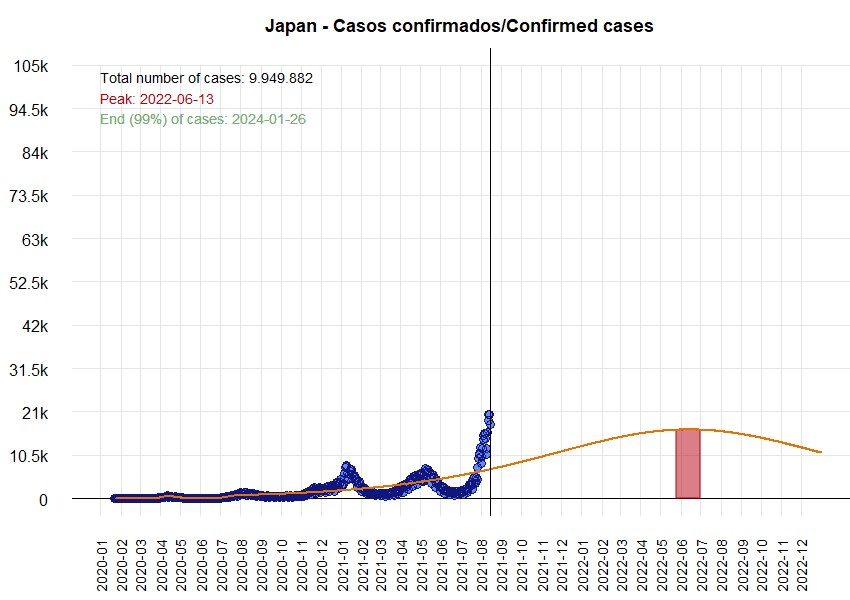 Japan - Casos confirmados/Confirmed cases
105k
94.5k
84k
73.5k
63k
52.5k
42k
31.5k
21k
10.5k
0
Total number of cases: 9.949.882
Peak: 2022-06-13
End (99%) of cases: 2024-01-26
2020-01
2020-02
2020-03
2020-04
2020-05
2020-06
2020-07
2020-08
2020-09
2020-10
2020-11
2020-12
2021-01
2021-02
2021-03
2021-04
2021-05
2021-06
2021-07
2021-08
2021-09
2021-10
2021-11
2021-12
2022-01
2022-02
2022-03
2022-04
2022-05
2022-06
2022-07
2022-08
2022-09
2022-10
2022-11
2022-12